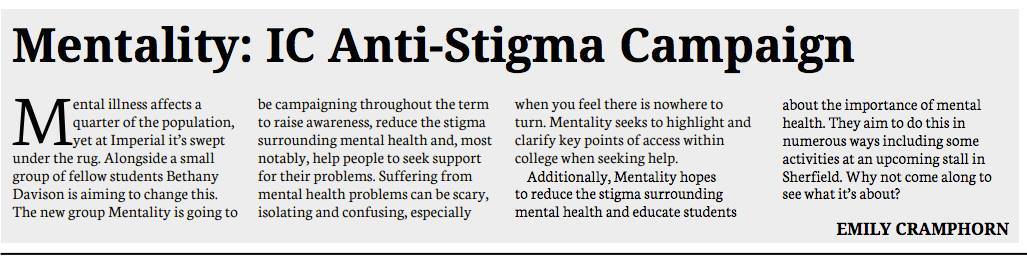 Mentality: IC Anti-Stigma Campaign
Mental illness affects a
quarter of the population,
yet at Imperial it's swept
under the rug. Alongside a small
group of fellow students Bethany
Davison is aiming to change this.
The new group Mentality is going to
be campaigning throughout the term
to raise awareness, reduce the stigma
surrounding mental health and, most
notably, help people to seek support
for their problems. Suffering from
mental health problems can be scary,
isolating and confusing, especially
when you feel there is nowhere to
turn. Mentality seeks to highlight and
clarify key points of access within
college when seeking help.
Additionally, Mentality hopes
to reduce the stigma surrounding
mental health and educate students
about the importance of mental
health. They aim to do this in
numerous ways including some
activities at an upcoming stall in
Sherfield. Why not come along to
see what it's about?
EMILY CRAMPHORN